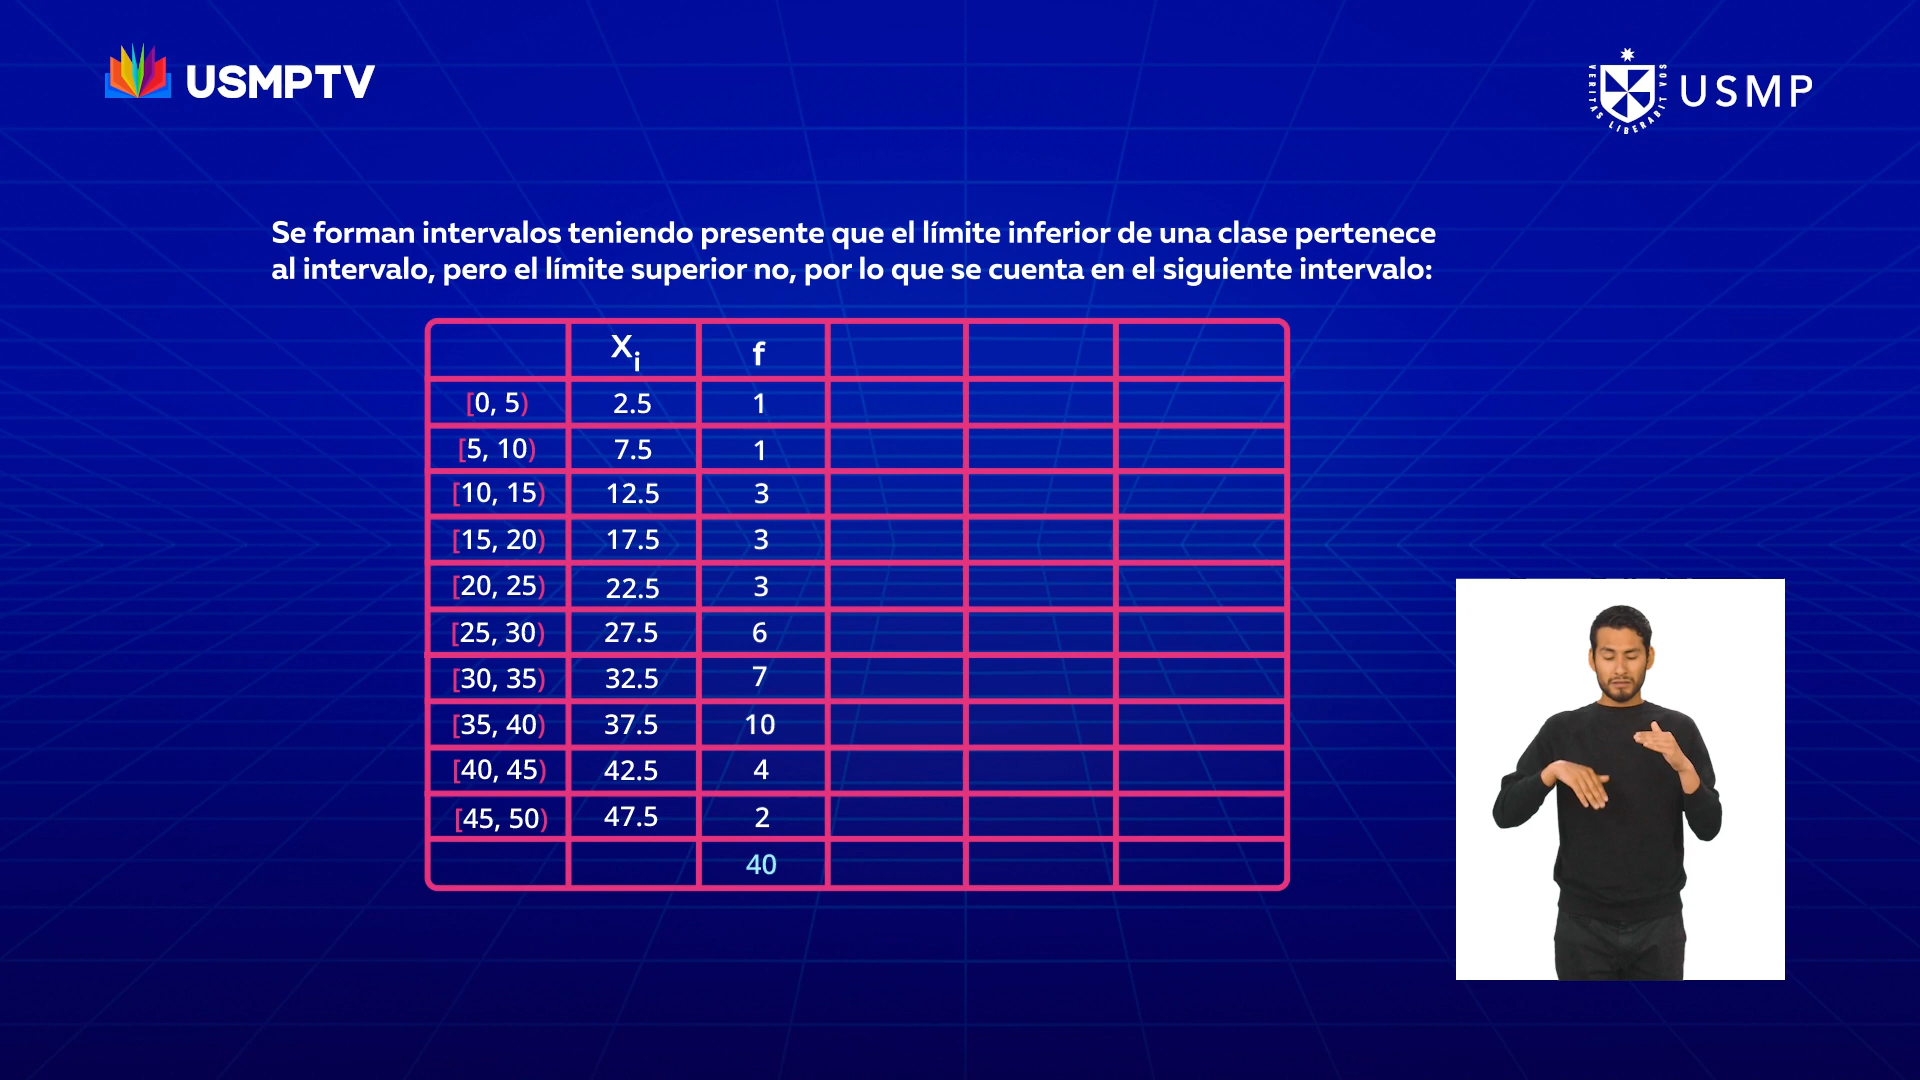 USMPTV
VERITAS LIBERABIT VOS
USMP
Se forman intervalos teniendo presente que el límite inferior de una clase pertenece
al intervalo, pero el límite superior no, por lo que se cuenta en el siguiente intervalo:
Xi f
[0, 5) 2.5 1
[5, 10) 7.5 1
[10, 15) 12.5 3
[15, 20) 17.5 3
[20, 25) 22.5 3
[25, 30) 27.5 6
[30, 35) 32.5 7
[35, 40) 37.5 10
[40, 45) 42.5 4
[45, 50) 47.5 2
40